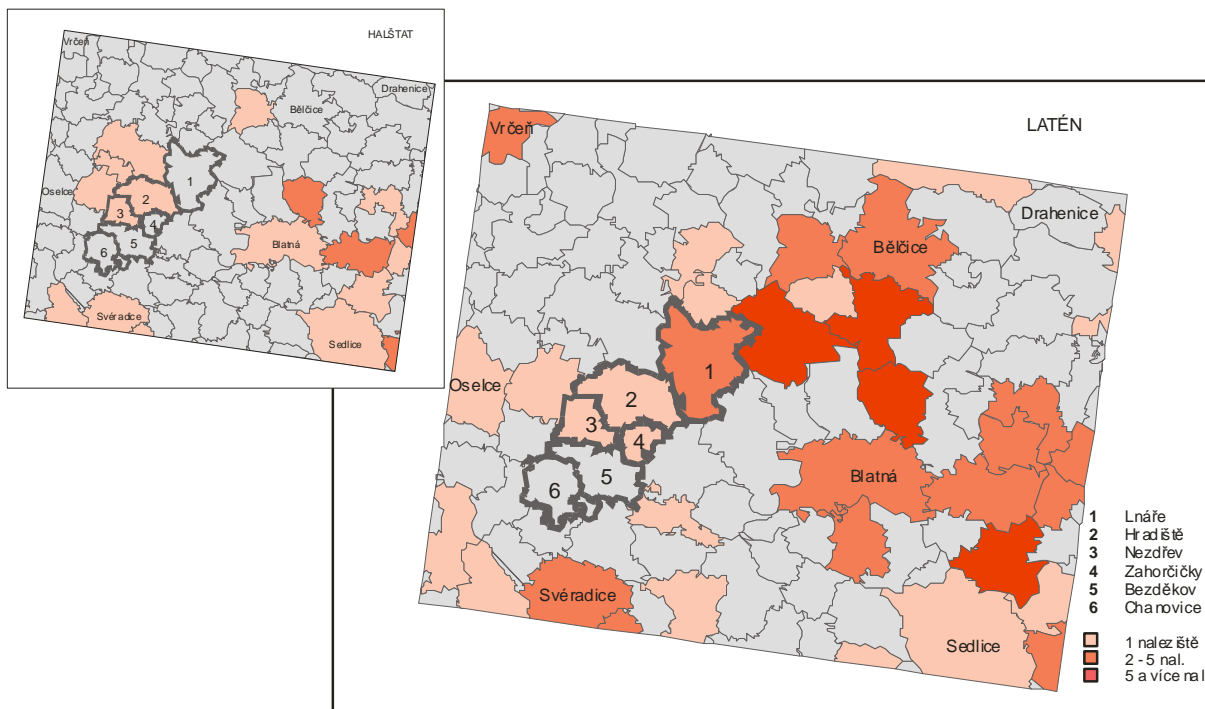 HALŠTAT
Vrčeň
Drahenice
Bělčice
Oselce
1
2
3
4
5
6
Blatná
Svéradice
Sedlice
LATÉN
Vrčeň
Drahenice
Bělčice
Oselce
1
2
3
4
5
6
Blatná
Svéradice
Sedlice
1 Lnáře
2 Hradiště
3 Nezdřev
4 Zahorčičky
5 Bezděkov
6 Chanovice
1 naleziště
2 - 5 nal.
5 a více nal